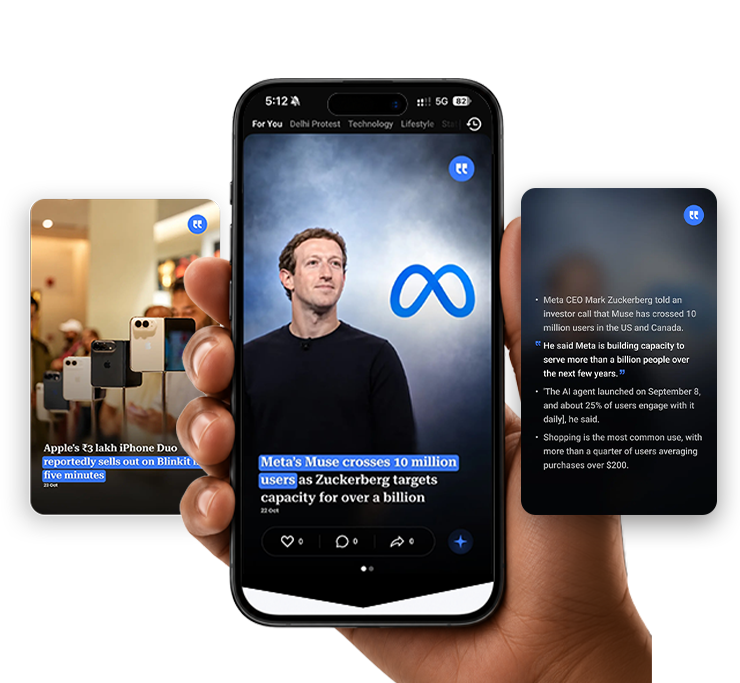 5:12
5G
82
For You Delhi Protest Technology Lifestyle
Meta's Muse crosses 10 million
users as Zuckerberg targets
capacity for over a billion
22 Oct
0 0 0
Apple's ₹3 lakh iPhone Duo
reportedly sells out on Blinkit
five minutes
23 Oct
• Meta CEO Mark Zuckerberg told an
investor call that Muse has crossed 10
million users in the US and Canada.
" He said Meta is building capacity to
serve more than a billion people over
the next few years."
• 'The AI agent launched on September 8,
and about 25% of users engage with it
daily], he said.
• Shopping is the most common use, with
more than a quarter of users averaging
purchases over $200.